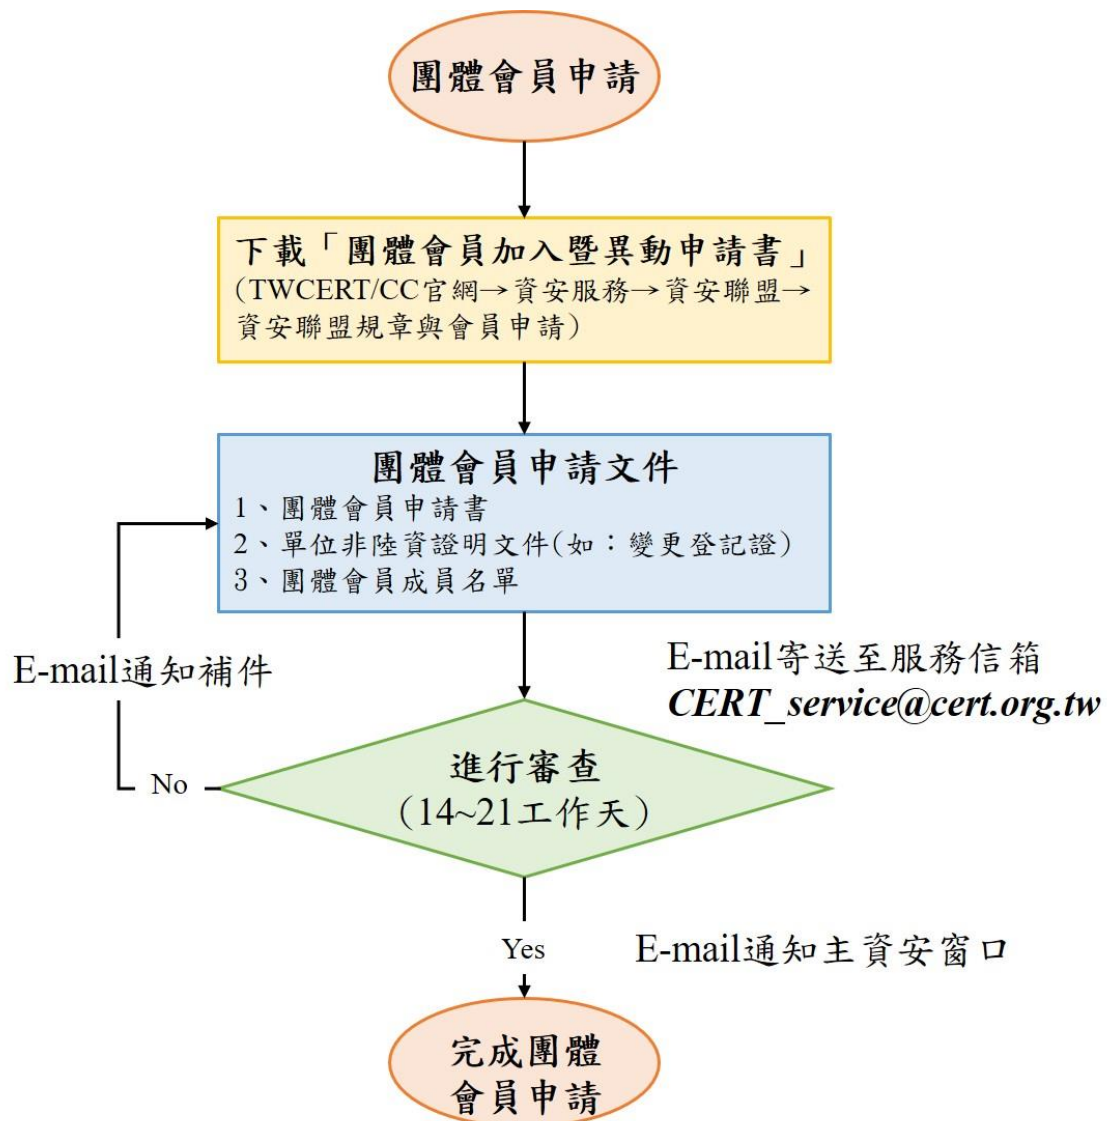 團體會員申請
下載「團體會員加入暨異動申請書」
（TWCERT/CC官網→資安服務→資安聯盟→
資安聯盟規章與會員申請）
團體會員申請文件
1、團體會員申請書
2、單位非陸資證明文件(如：變更登記證)
3、團體會員成員名單
E-mail通知補件
E-mail寄送至服務信箱
CERT_service@cert.org.tw
進行審查
（14~21工作天）
No
Yes
E-mail通知主資安窗口
完成團體
會員申請